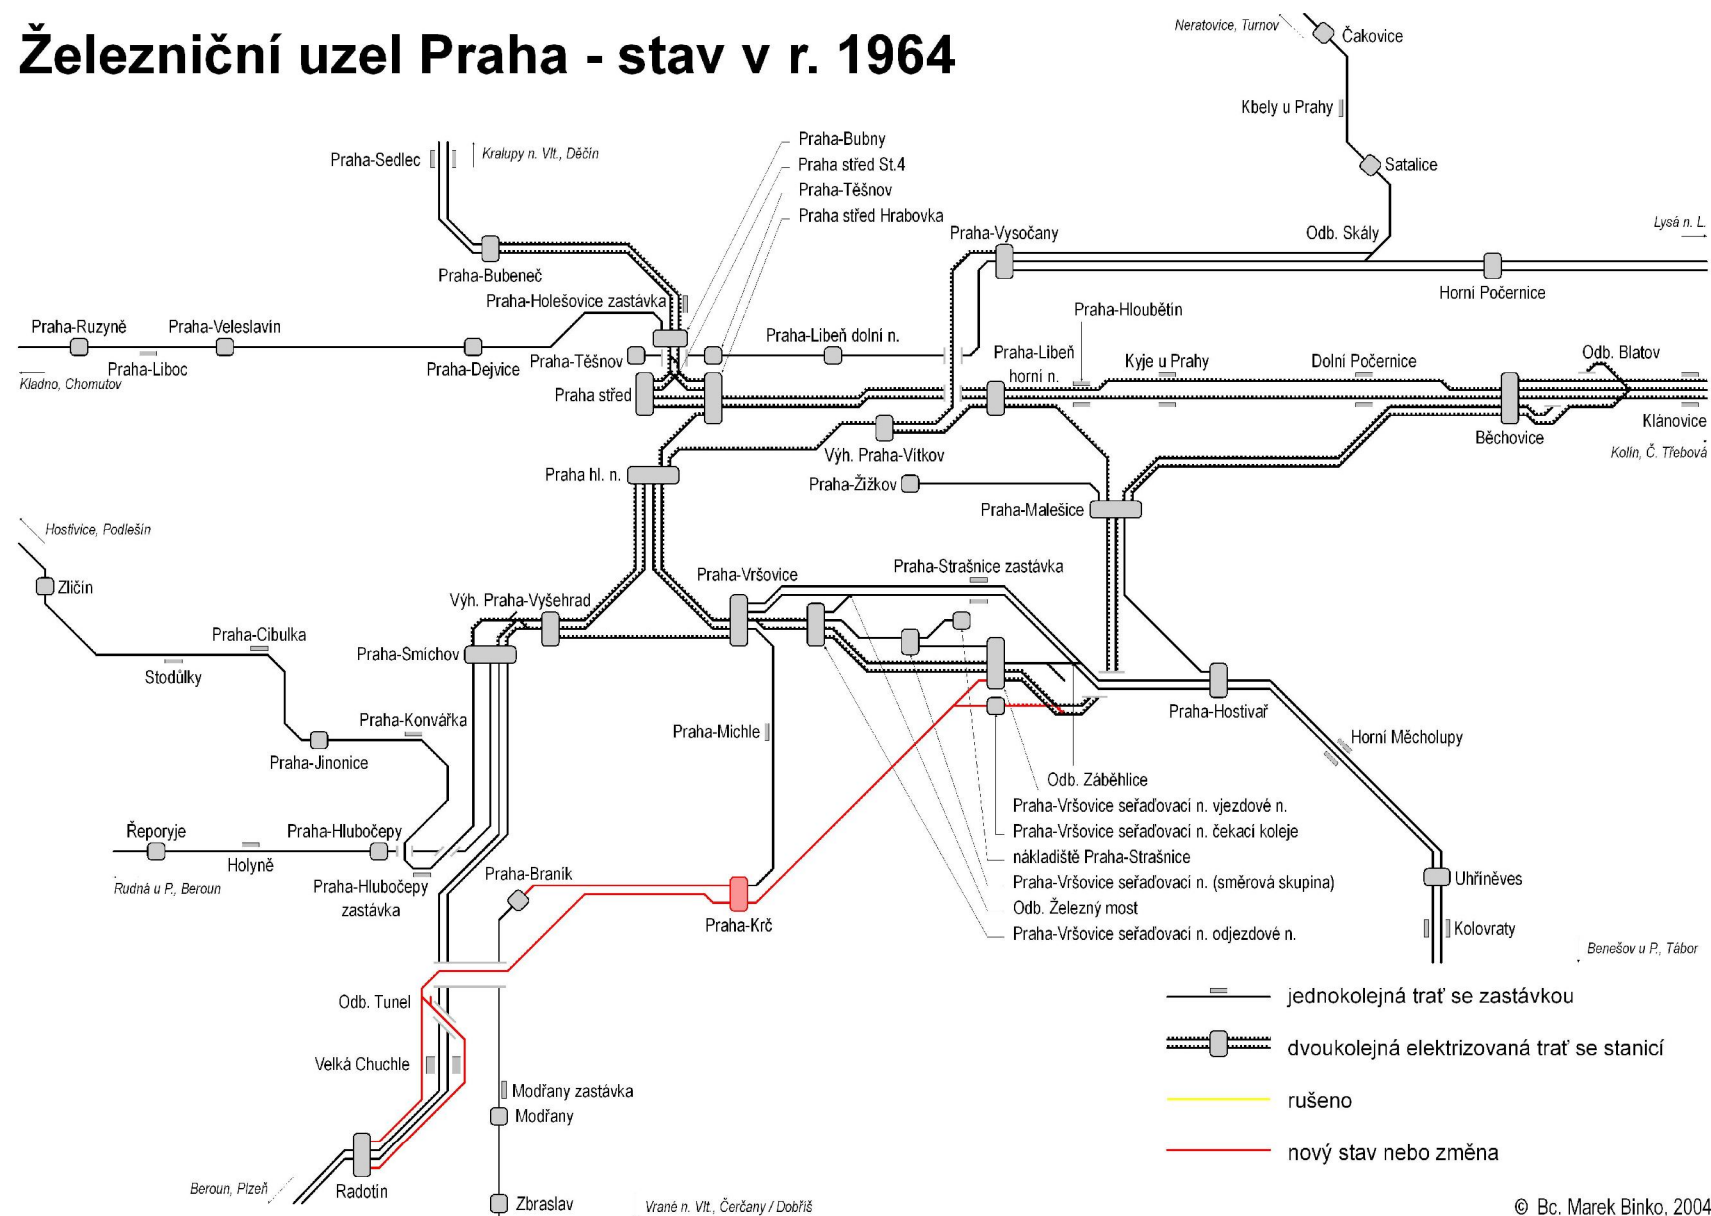 Železniční uzel Praha - stav v r. 1964
Neratovice, Turnov
Čakovice
Kbely u Prahy
Satalice
Praha-Sedlec
Kralupy n. Vlt., Děčín
Praha-Bubny
Praha střed St.4
Praha-Těšnov
Praha střed Hrabovka
Praha-Vysočany
Odb. Skály
Lysá n. L.
Praha-Bubeneč
Horní Počernice
Praha-Holešovice zastávka
Praha-Ruzyně
Praha-Veleslavín
Praha-Liboc
Kladno, Chomutov
Praha-Dejvice
Praha-Těšnov
Praha-Libeň dolní n.
Praha-Hloubětín
Praha-Libeň
horní n.
Kyje u Prahy
Dolní Počernice
Odb. Blatov
Praha střed
Klánovice
Běchovice
Kolín, Č. Třebová
Výh. Praha-Vítkov
Praha hl. n.
Praha-Žižkov
Praha-Malešice
Hostivice, Podlešín
Zličín
Praha-Vršovice
Praha-Strašnice zastávka
Výh. Praha-Vyšehrad
Praha-Cibulka
Praha-Smíchov
Stodůlky
Praha-Konvářka
Praha-Jinonice
Praha-Michle
Praha-Hostivař
Horní Měcholupy
Odb. Záběhlice
Praha-Vršovice seřaďovací n. vjezdové n.
Praha-Vršovice seřaďovací n. čekací koleje
nákladiště Praha-Strašnice
Praha-Vršovice seřaďovací n. (směrová skupina)
Odb. Železný most
Praha-Vršovice seřaďovací n. odjezdové n.
Řeporyje
Praha-Hlubočepy
Holyně
Rudná u P., Beroun
Praha-Hlubočepy
zastávka
Praha-Braník
Praha-Krč
Uhříněves
Kolovraty
Benešov u P., Tábor
Odb. Tunel
Velká Chuchle
Modřany zastávka
Modřany
Radotín
Beroun, Plzeň
Zbraslav
Vrané n. Vlt., Čerčany / Dobříš
jednokolejná trať se zastávkou
dvoukolejná elektrizovaná trať se stanicí
rušeno
nový stav nebo změna
© Bc. Marek Binko, 2004